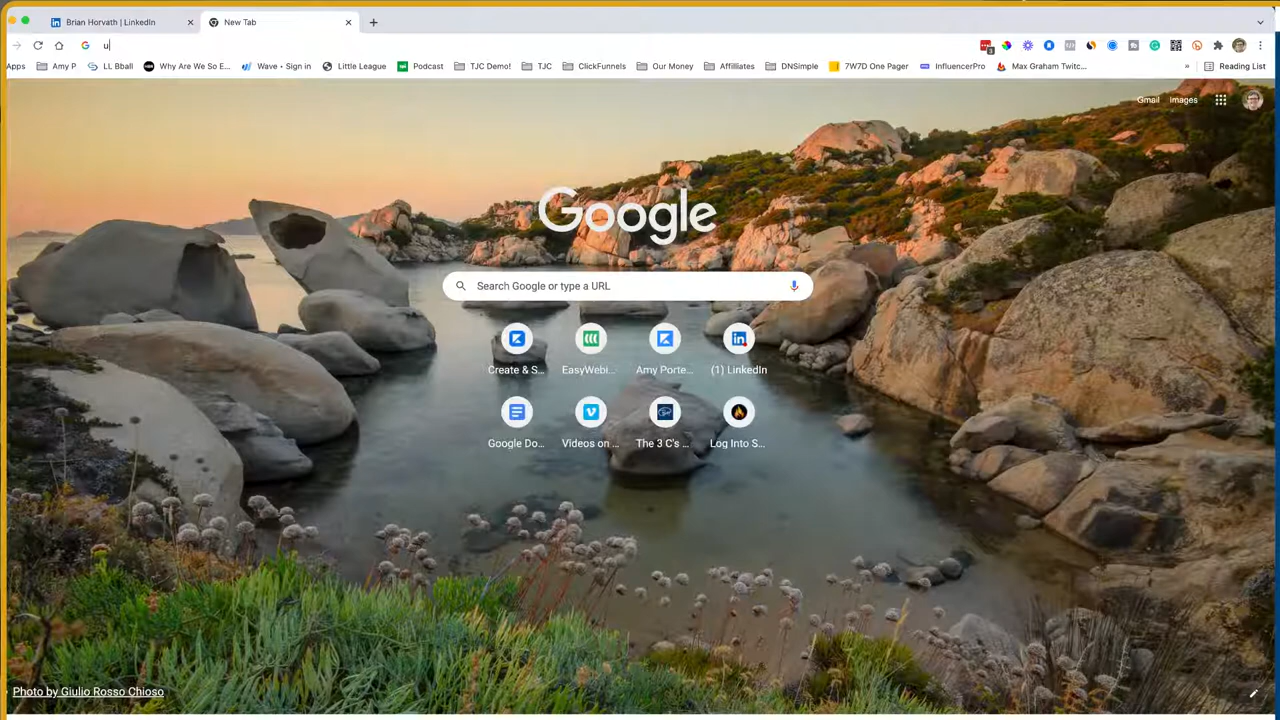 Brian Horvath | LinkedIn
New Tab
u
Apps
Amy P
LL Bball
Why Are We So E...
Wave • Sign in
Little League
Podcast
TJC Demo!
TJC
ClickFunnels
Our Money
Affilliates
DNSimple
7W7D One Pager
InfluencerPro
Max Graham Twitc...
»
Reading List
Gmail
Images
Google
Search Google or type a URL
Create & S...
EasyWebi...
Amy Porte...
(1) LinkedIn
Google Do...
Videos on ...
The 3 C's ...
Log Into S...
Photo by Giulio Rosso Chioso